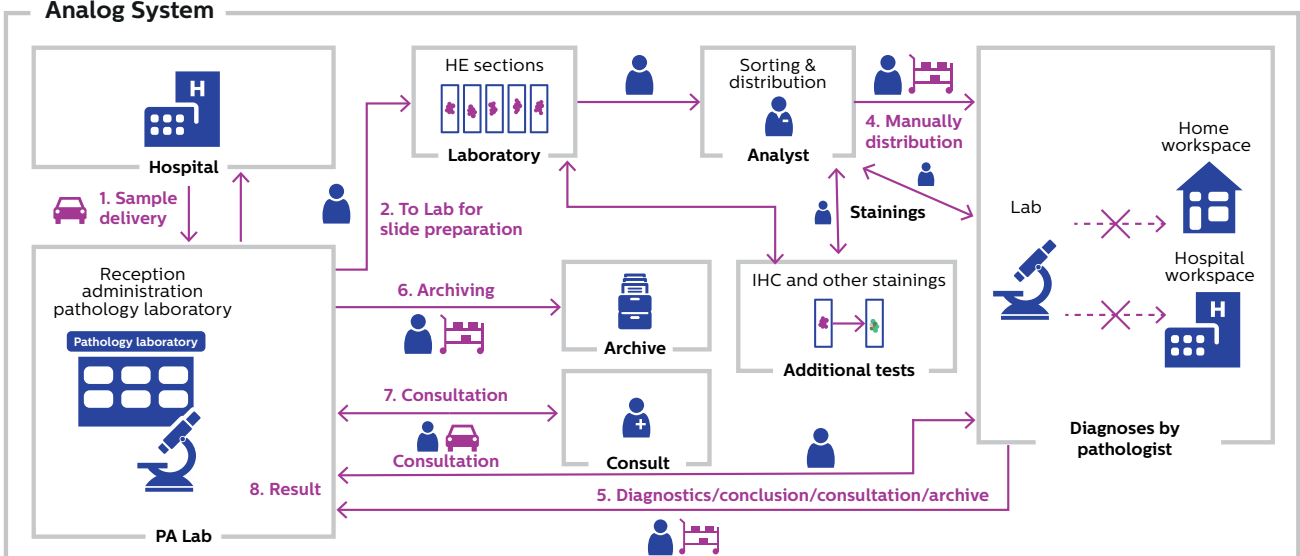 Analog System
H
Hospital
1. Sample
delivery
HE sections
Laboratory
Sorting &
distribution
Analyst
4. Manually
distribution
Home
workspace
Lab
Hospital
workspace
H
Diagnoses by
pathologist
2. To Lab for
slide preparation
Stainings
Reception
administration
pathology laboratory
Pathology laboratory
PA Lab
6. Archiving
Archive
IHC and other stainings
Additional tests
7. Consultation
Consultation
Consult
8. Result
5. Diagnostics/conclusion/consultation/archive